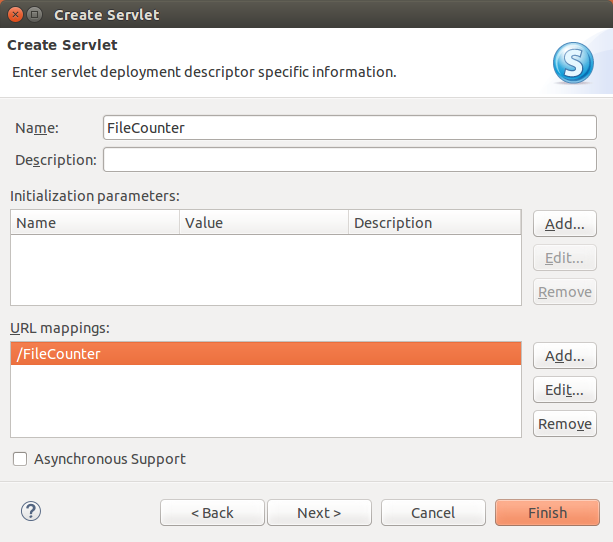 Create Servlet
Create Servlet
Enter servlet deployment descriptor specific information.
S
Name: FileCounter
Description:
Initialization parameters:
Name Value Description
Add...
Edit...
Remove
URL mappings:
/FileCounter
Add...
Edit...
Remove
Asynchronous Support
? < Back Next > Cancel Finish